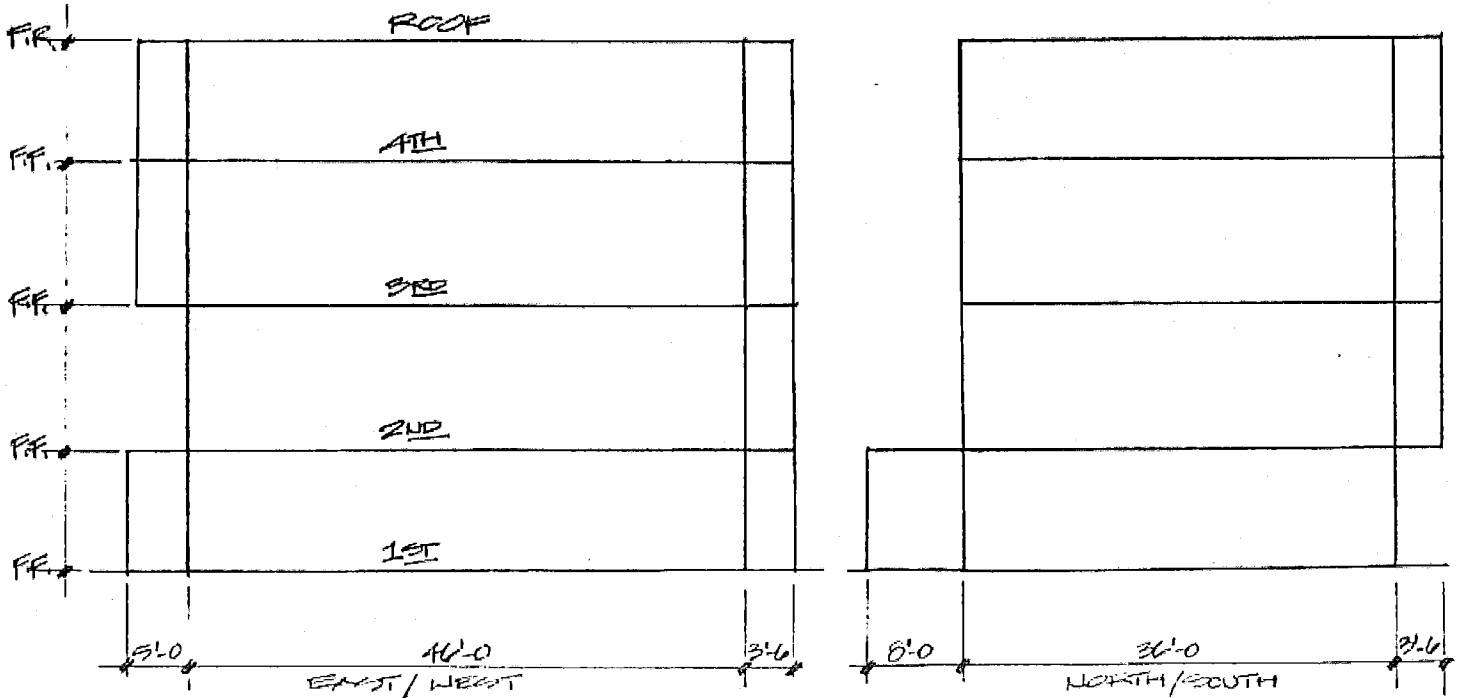 ROOF
F.R.
4TH
F.F.
3RD
F.F.
2ND
F.F.
1ST
F.F.
5'-0 46'-0 3'-6 8'-0 36'-0 3'-6
EAST / WEST NORTH/SOUTH